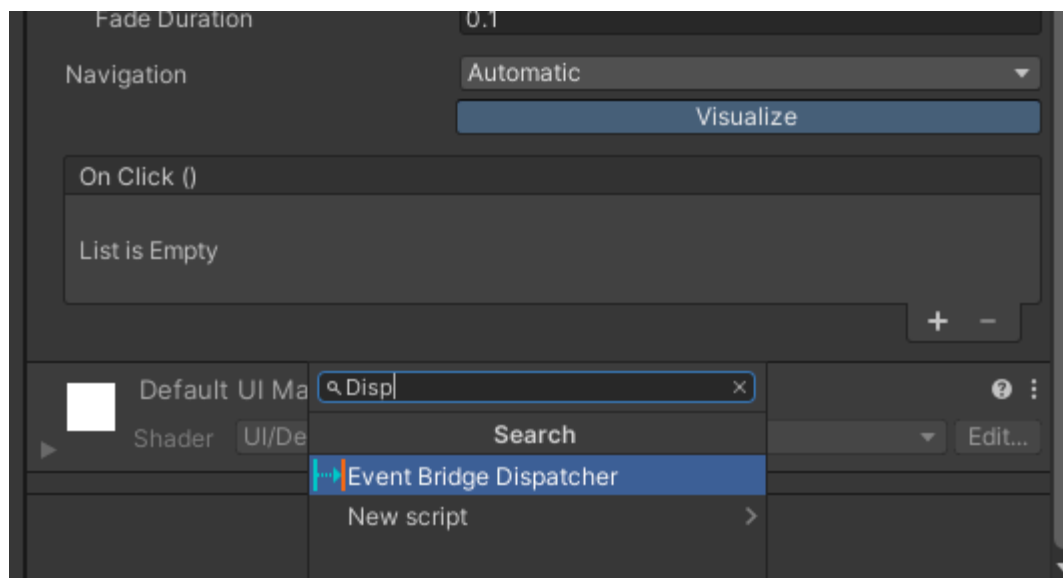 Fade Duration 0.1
Navigation Automatic
Visualize
On Click ()
List is Empty
+ −
Default UI Ma
Disp
Shader UI/De Edit...
Search
Event Bridge Dispatcher
New script